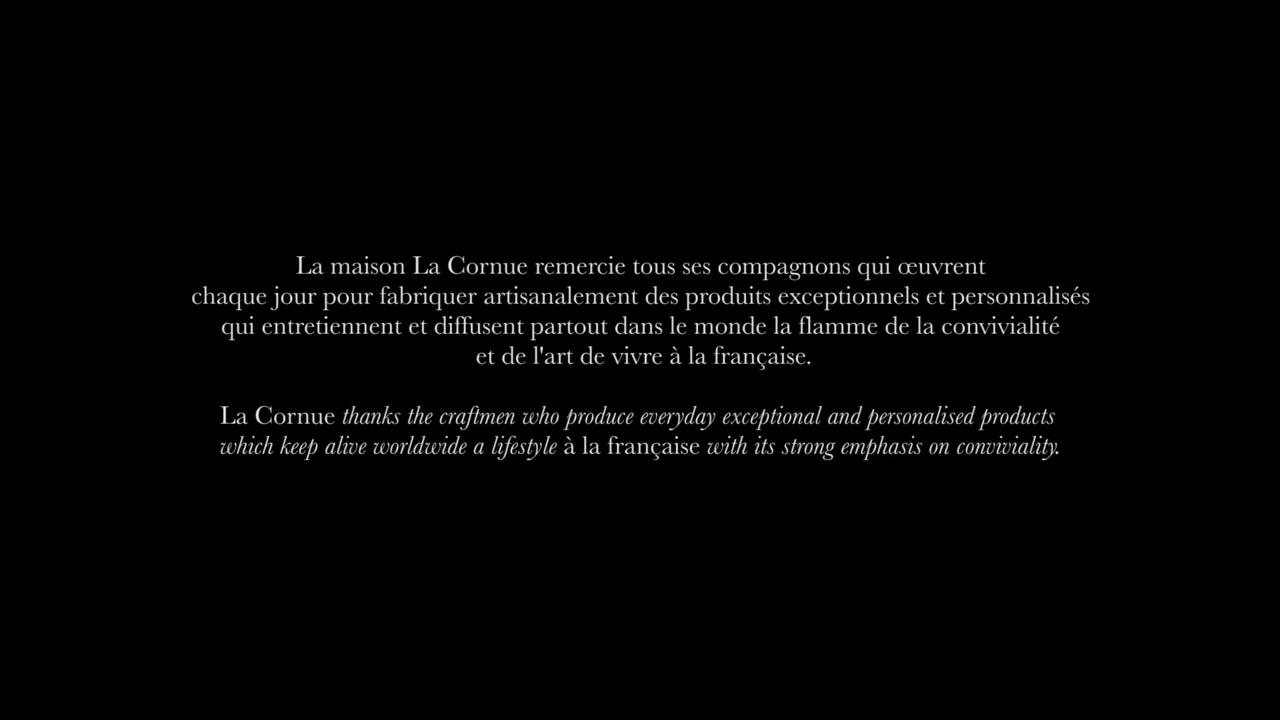 La maison La Cornue remercie tous ses compagnons qui œuvrent
chaque jour pour fabriquer artisanalement des produits exceptionnels et personnalisés
qui entretiennent et diffusent partout dans le monde la flamme de la convivialité
et de l'art de vivre à la française.
La Cornue thanks the craftmen who produce everyday exceptional and personalised products
which keep alive worldwide a lifestyle à la française with its strong emphasis on conviviality.